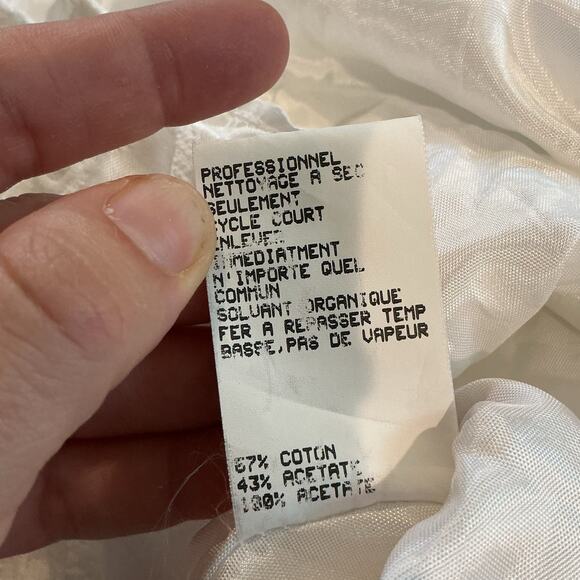 PROFESSIONNEL
NETTOYAGE A SEC
SEULEMENT
CYCLE COURT
ENLEVER
IMMEDIATMENT
N'IMPORTE QUEL
COMMUN
SOLVANT ORGANIQUE
FER A REPASSER TEMP
BASSE,PAS DE VAPEUR
57% COTON
43% ACETATE
100% ACETATE